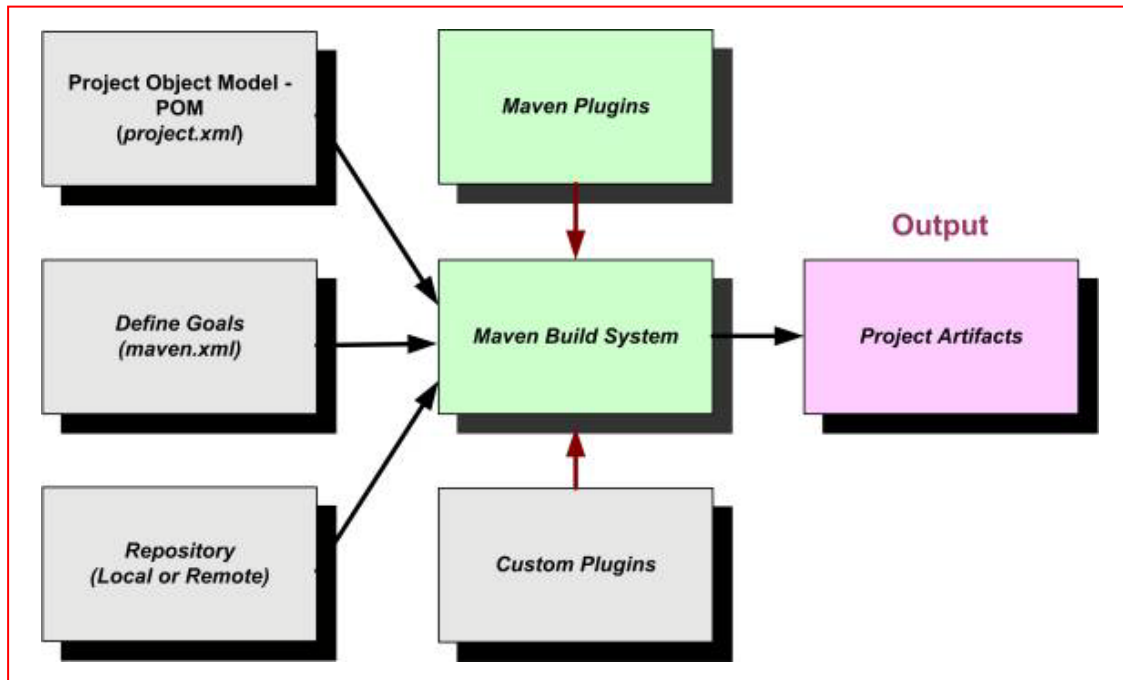 Project Object Model -
POM
(project.xml)
Maven Plugins
Output
Define Goals
(maven.xml)
Maven Build System
Project Artifacts
Repository
(Local or Remote)
Custom Plugins